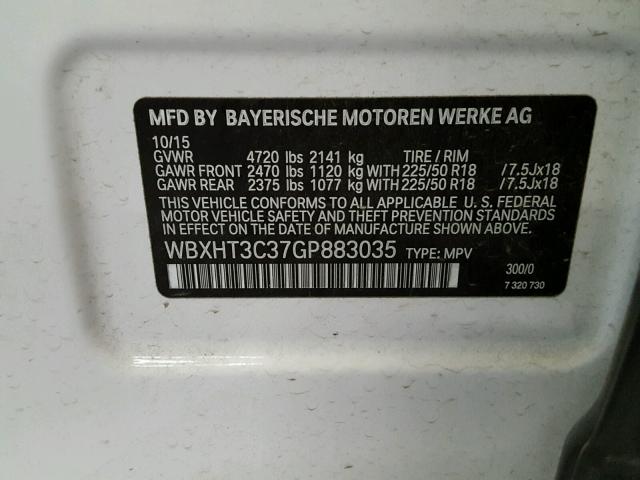 MFD BY BAYERISCHE MOTOREN WERKE AG
10/15
GVWR 4720 lbs 2141 kg TIRE / RIM
GAWR FRONT 2470 lbs 1120 kg WITH 225/50 R18 /7.5Jx18
GAWR REAR 2375 lbs 1077 kg WITH 225/50 R18 /7.5Jx18
THIS VEHICLE CONFORMS TO ALL APPLICABLE U. S. FEDERAL
MOTOR VEHICLE SAFETY AND THEFT PREVENTION STANDARDS
IN EFFECT ON THE DATE OF MANUFACTURE SHOWN ABOVE.
WBXHT3C37GP883035 TYPE: MPV
300/0
7 320 730